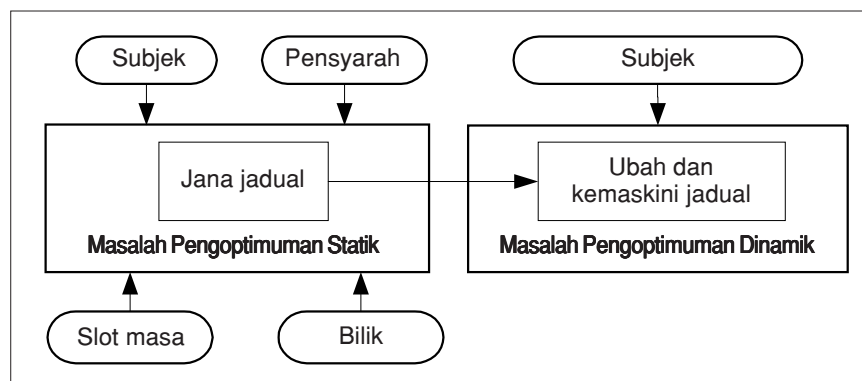 Subjek
Pensyarah
Subjek
Jana jadual
Ubah dan
kemaskini jadual
Masalah Pengoptimuman Statik
Masalah Pengoptimuman Dinamik
Slot masa
Bilik